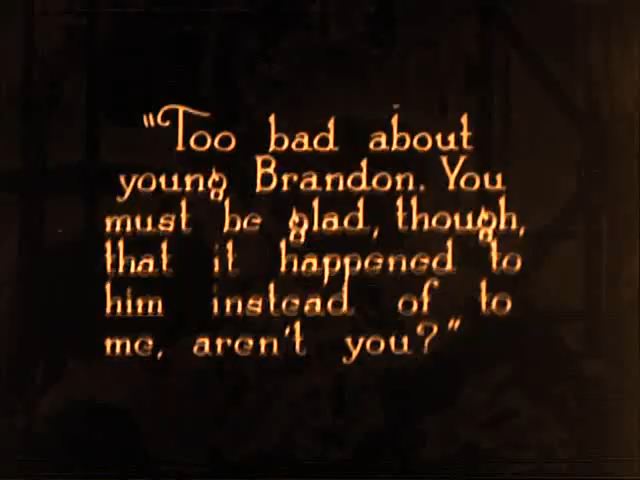 "Too bad about
young Brandon. You
must be glad, though,
that it happened to
him instead of to
me, aren't you?"